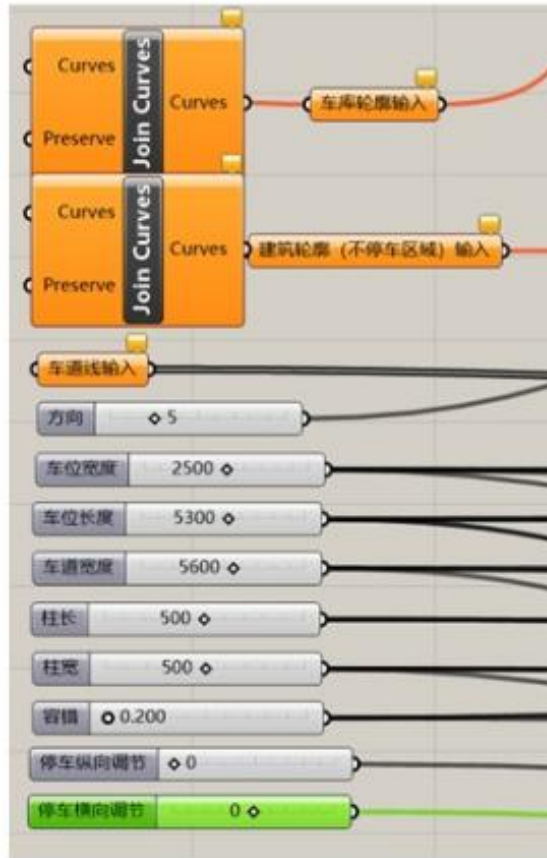 Curves
Preserve
Join Curves
Curves
车库轮廓输入
Curves
Preserve
Join Curves
Curves
建筑轮廓（不停车区域）输入
车道线输入
方向 5
车位宽度 2500
车位长度 5300
车道宽度 5600
柱长 500
柱宽 500
容错 0.200
停车纵向调节 0
停车横向调节 0